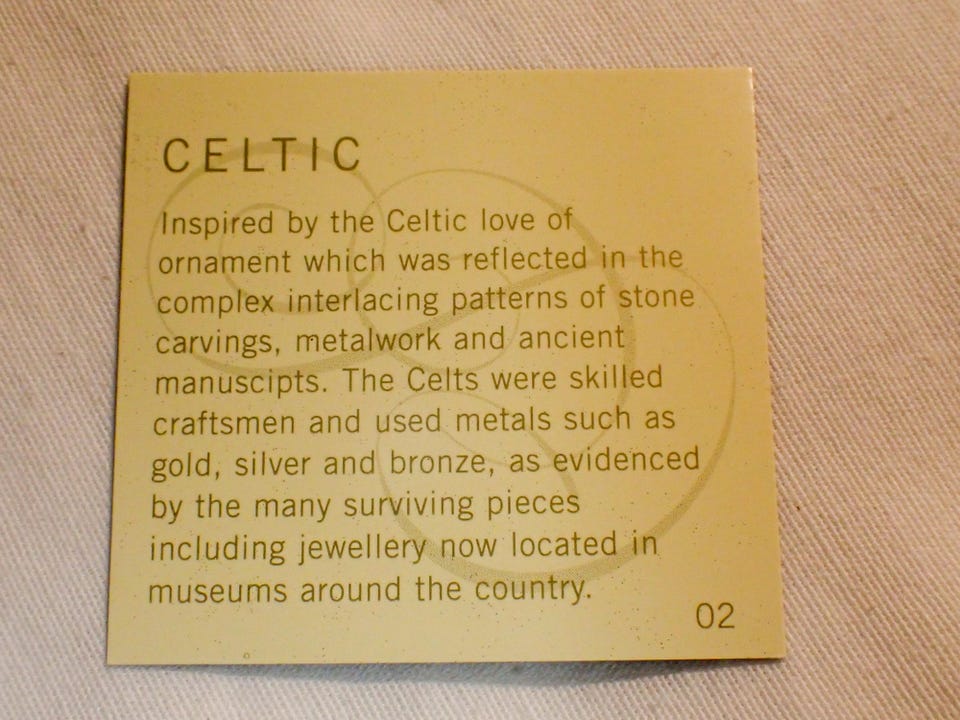 CELTIC
Inspired by the Celtic love of
ornament which was reflected in the
complex interlacing patterns of stone
carvings, metalwork and ancient
manuscipts. The Celts were skilled
craftsmen and used metals such as
gold, silver and bronze, as evidenced
by the many surviving pieces
including jewellery now located in
museums around the country.
02